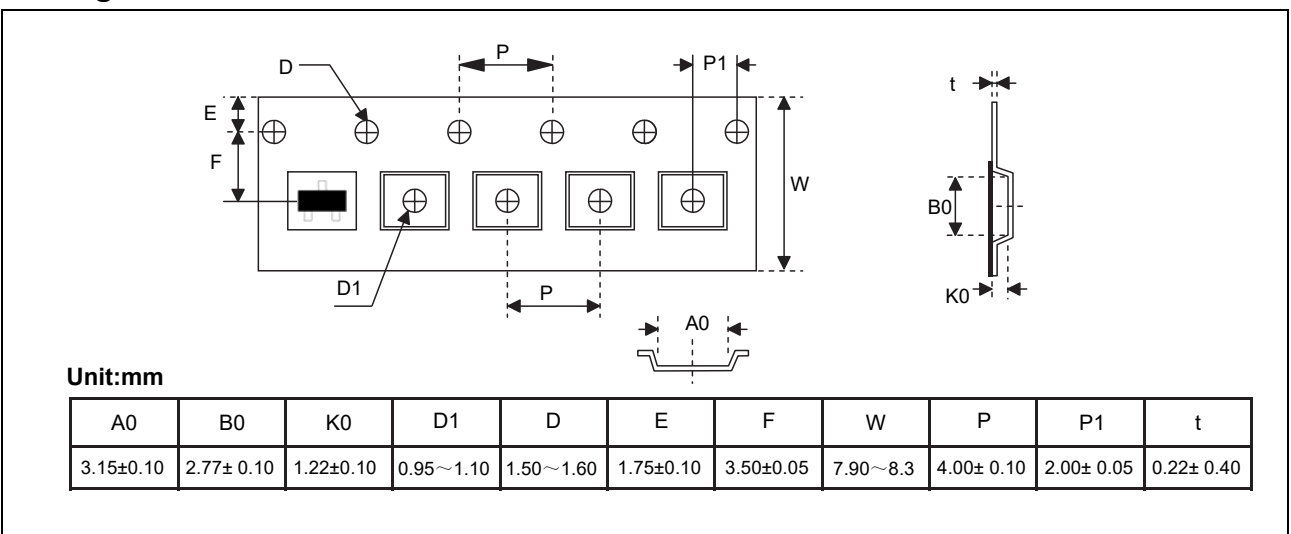 P
P1
D
t
E
F
W
B0
D1
P
K0
A0
Unit:mm
A0 B0 K0 D1 D E F W P P1 t
3.15±0.10 2.77± 0.10 1.22±0.10 0.95～1.10 1.50～1.60 1.75±0.10 3.50±0.05 7.90～8.3 4.00± 0.10 2.00± 0.05 0.22± 0.40